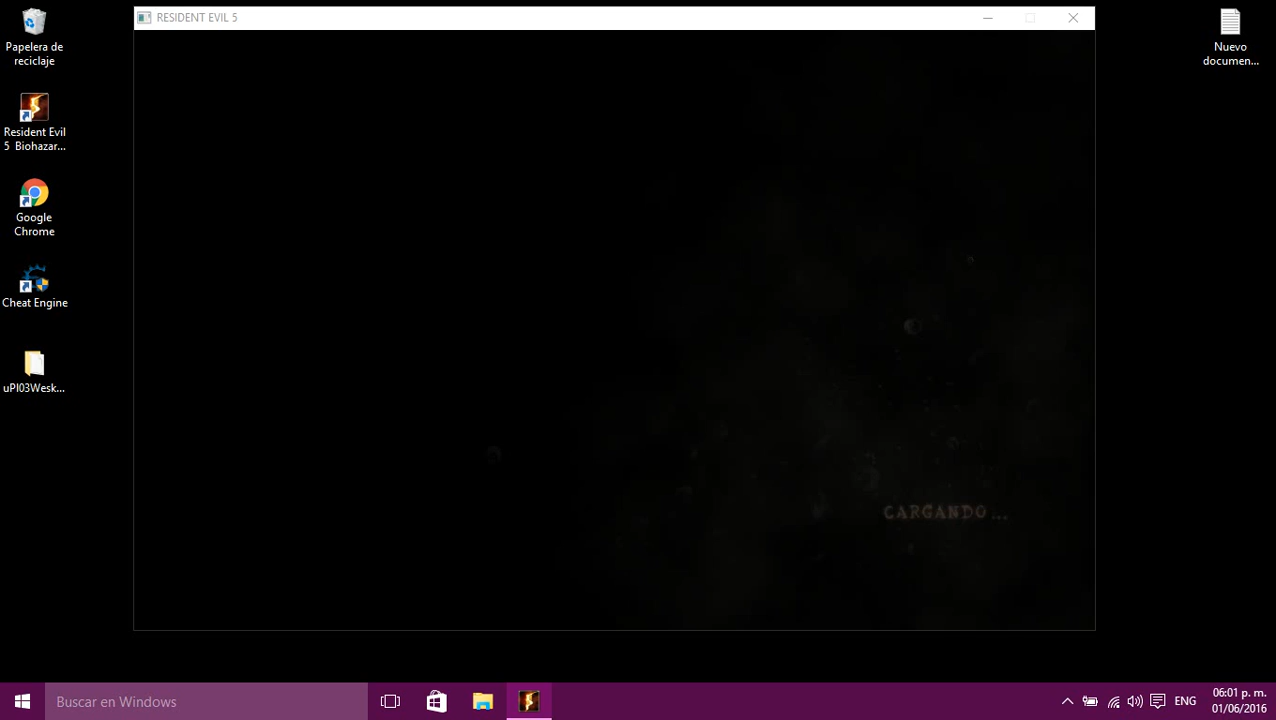 RESIDENT EVIL 5
Papelera de
reciclaje
Resident Evil
5 Biohazar...
Google
Chrome
Cheat Engine
uPl03Wesk...
Nuevo
documen...
CARGANDO...
Buscar en Windows
ENG
06:01 p. m.
01/06/2016